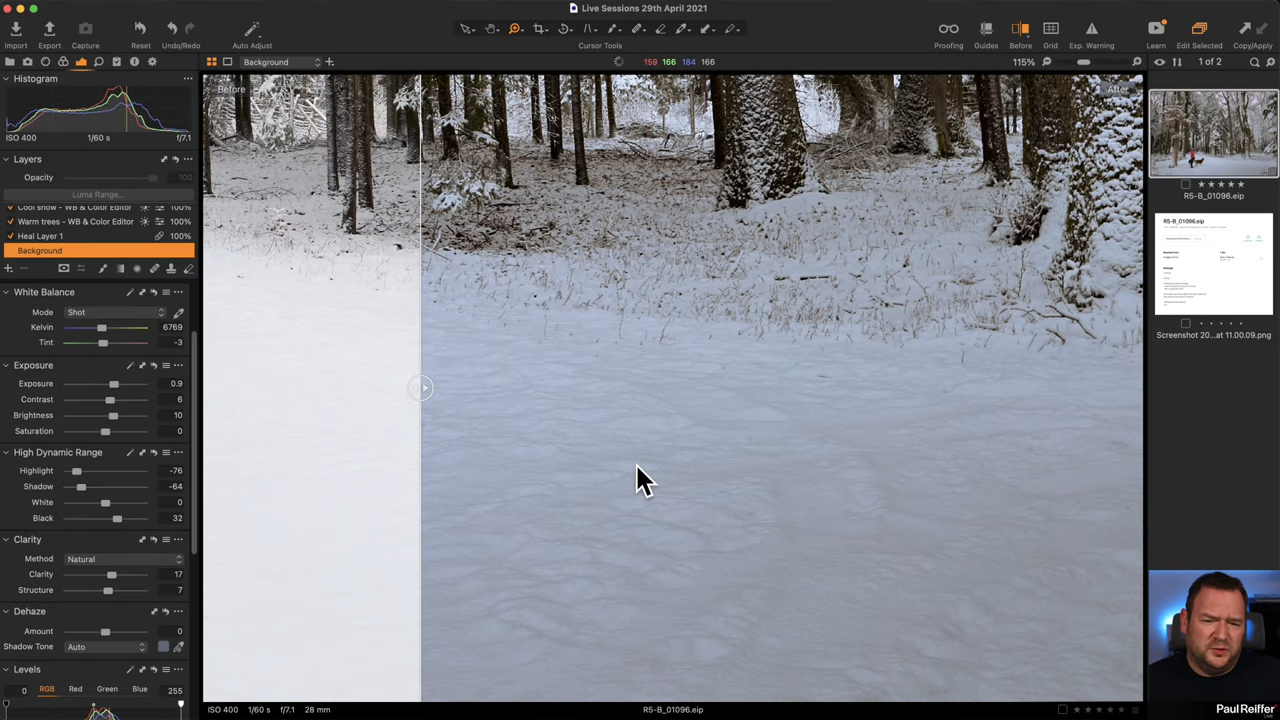 Live Sessions 29th April 2021
Import
Export
Capture
Reset
Undo/Redo
Auto Adjust
Cursor Tools
Proofing
Guides
Before
Grid
Exp. Warning
Learn
Edit Selected
Copy/Apply
Background
159 166 184 166
115%
1 of 2
Histogram
ISO 400 1/60 s f/7.1
Layers
Opacity 100
Luma Range...
Cool snow - WB & Color Editor 100%
Warm trees - WB & Color Editor 100%
Heal Layer 1 100%
Background
White Balance
Mode Shot
Kelvin 6769
Tint -3
Exposure
Exposure 0.9
Contrast 6
Brightness 10
Saturation 0
High Dynamic Range
Highlight -76
Shadow -64
White 0
Black 32
Clarity
Method Natural
Clarity 17
Structure 7
Dehaze
Amount 0
Shadow Tone Auto
Levels
0 RGB Red Green Blue 255
Before
After
ISO 400 1/60 s f/7.1 28 mm
R5-B_01096.eip
R5-B_01096.eip
R5-B_01096.eip
Screenshot 20...at 11.00.09.png
Paul Reiffer
Live